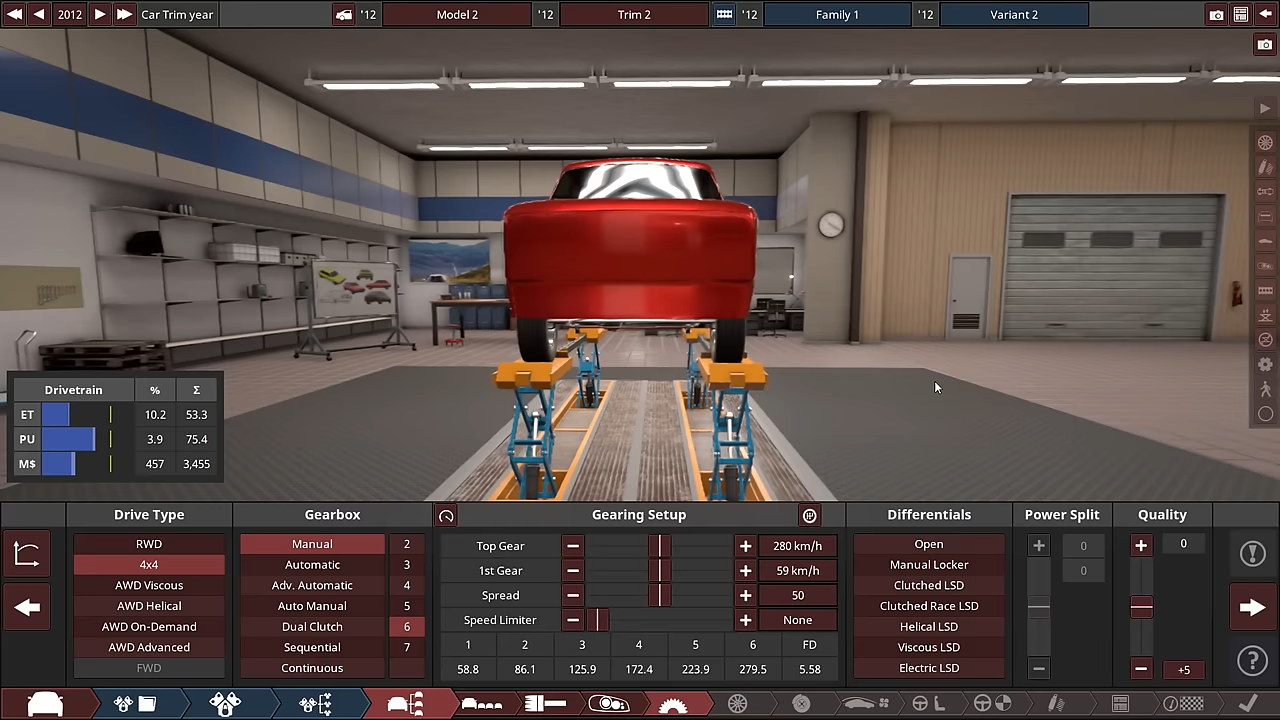 2012 Car Trim year '12 Model 2 '12 Trim 2 '12 Family 1 '12 Variant 2
Drivetrain % Σ
ET 10.2 53.3
PU 3.9 75.4
M$ 457 3,455
Drive Type
RWD
4x4
AWD Viscous
AWD Helical
AWD On-Demand
AWD Advanced
FWD
Gearbox
Manual 2
Automatic 3
Adv. Automatic 4
Auto Manual 5
Dual Clutch 6
Sequential 7
Continuous
Gearing Setup
Top Gear 280 km/h
1st Gear 59 km/h
Spread 50
Speed Limiter None
1 2 3 4 5 6 FD
58.8 86.1 125.9 172.4 223.9 279.5 5.58
Differentials
Open
Manual Locker
Clutched LSD
Clutched Race LSD
Helical LSD
Viscous LSD
Electric LSD
Power Split
0
0
Quality
0
+5